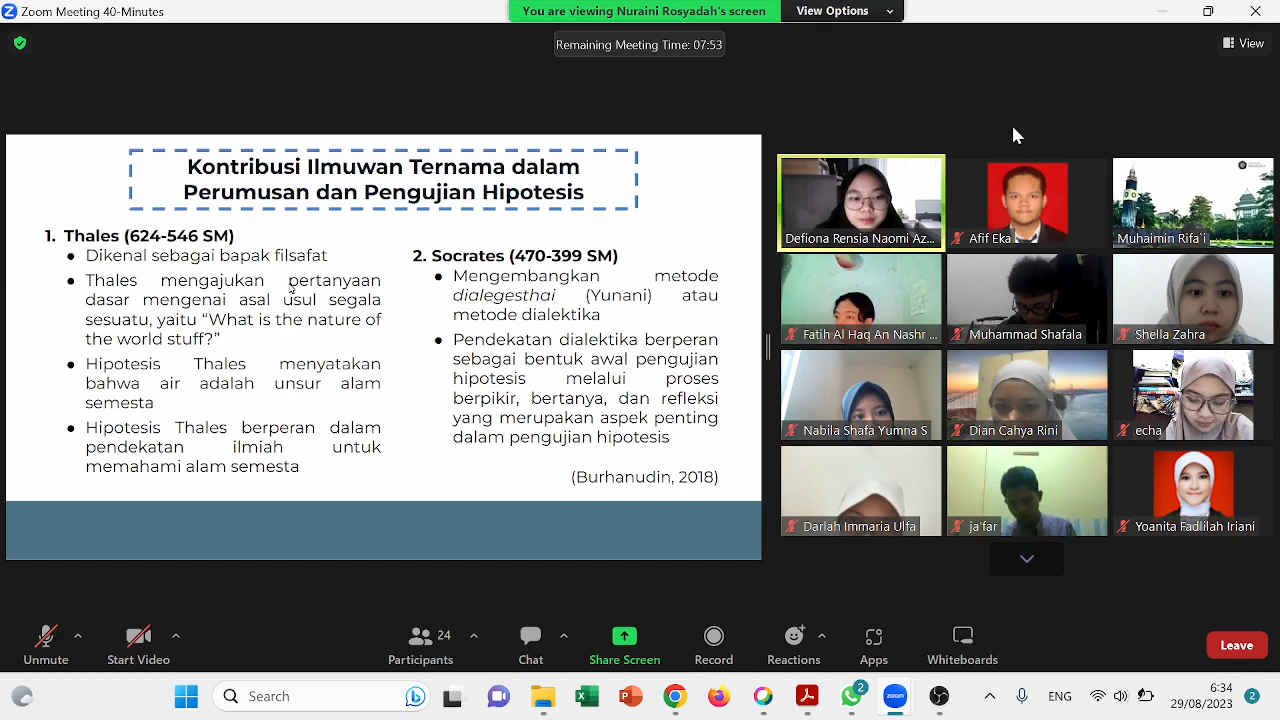 Zoom Meeting 40-Minutes
You are viewing Nuraini Rosyadah's screen
View Options
Remaining Meeting Time: 07:53
View
Kontribusi Ilmuwan Ternama dalam
Perumusan dan Pengujian Hipotesis
1. Thales (624-546 SM)
• Dikenal sebagai bapak filsafat
• Thales mengajukan pertanyaan
dasar mengenai asal usul segala
sesuatu, yaitu “What is the nature of
the world stuff?”
• Hipotesis Thales menyatakan
bahwa air adalah unsur alam
semesta
• Hipotesis Thales berperan dalam
pendekatan ilmiah untuk
memahami alam semesta
2. Socrates (470-399 SM)
• Mengembangkan metode
dialegesthai (Yunani) atau
metode dialektika
• Pendekatan dialektika berperan
sebagai bentuk awal pengujian
hipotesis melalui proses
berpikir, bertanya, dan refleksi
yang merupakan aspek penting
dalam pengujian hipotesis
(Burhanudin, 2018)
Defiona Rensia Naomi Az...
Afif Eka
Muhaimin Rifa'i
Fatih Al Haq An Nashr ...
Muhammad Shafala
Shella Zahra
Nabila Shafa Yumna S
Dian Cahya Rini
echa
Darlah Immaria Ulfa
ja'far
Yoanita Fadlilah Iriani
Unmute
Start Video
24
Participants
Chat
Share Screen
Record
Reactions
Apps
Whiteboards
Leave
Search
2
zoom
ENG
6:34
29/08/2023
2